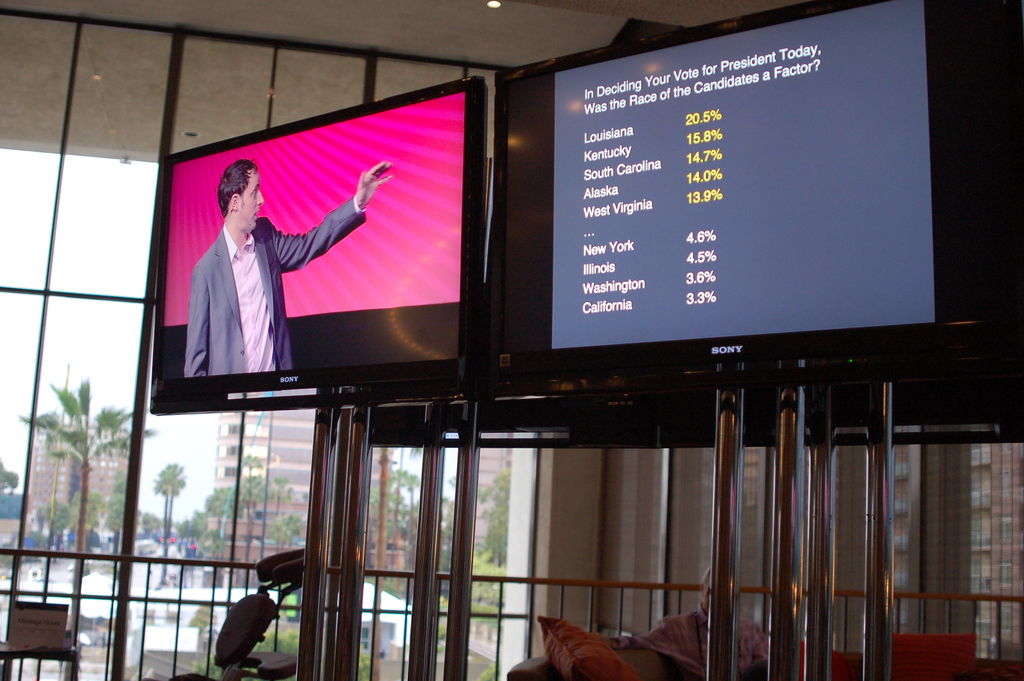 In Deciding Your Vote for President Today,
Was the Race of the Candidates a Factor?
Louisiana 20.5%
Kentucky 15.8%
South Carolina 14.7%
Alaska 14.0%
West Virginia 13.9%
...
New York 4.6%
Illinois 4.5%
Washington 3.6%
California 3.3%
SONY
SONY